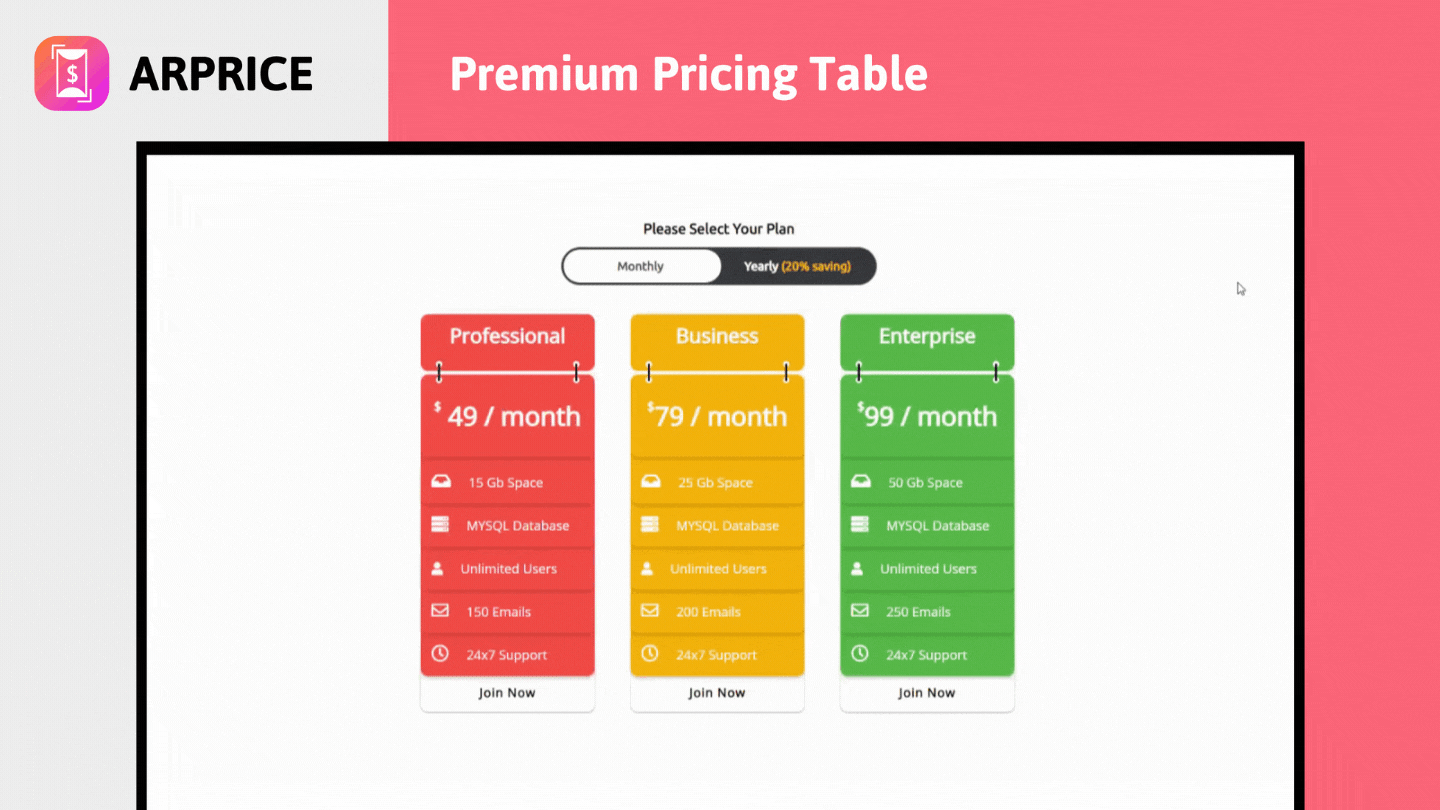 $
ARPRICE
Premium Pricing Table
Please Select Your Plan
Monthly
Yearly (20% saving)
Professional
$ 49 / month
15 Gb Space
MYSQL Database
Unlimited Users
150 Emails
24x7 Support
Join Now
Business
$79 / month
25 Gb Space
MYSQL Database
Unlimited Users
200 Emails
24x7 Support
Join Now
Enterprise
$99 / month
50 Gb Space
MYSQL Database
Unlimited Users
250 Emails
24x7 Support
Join Now